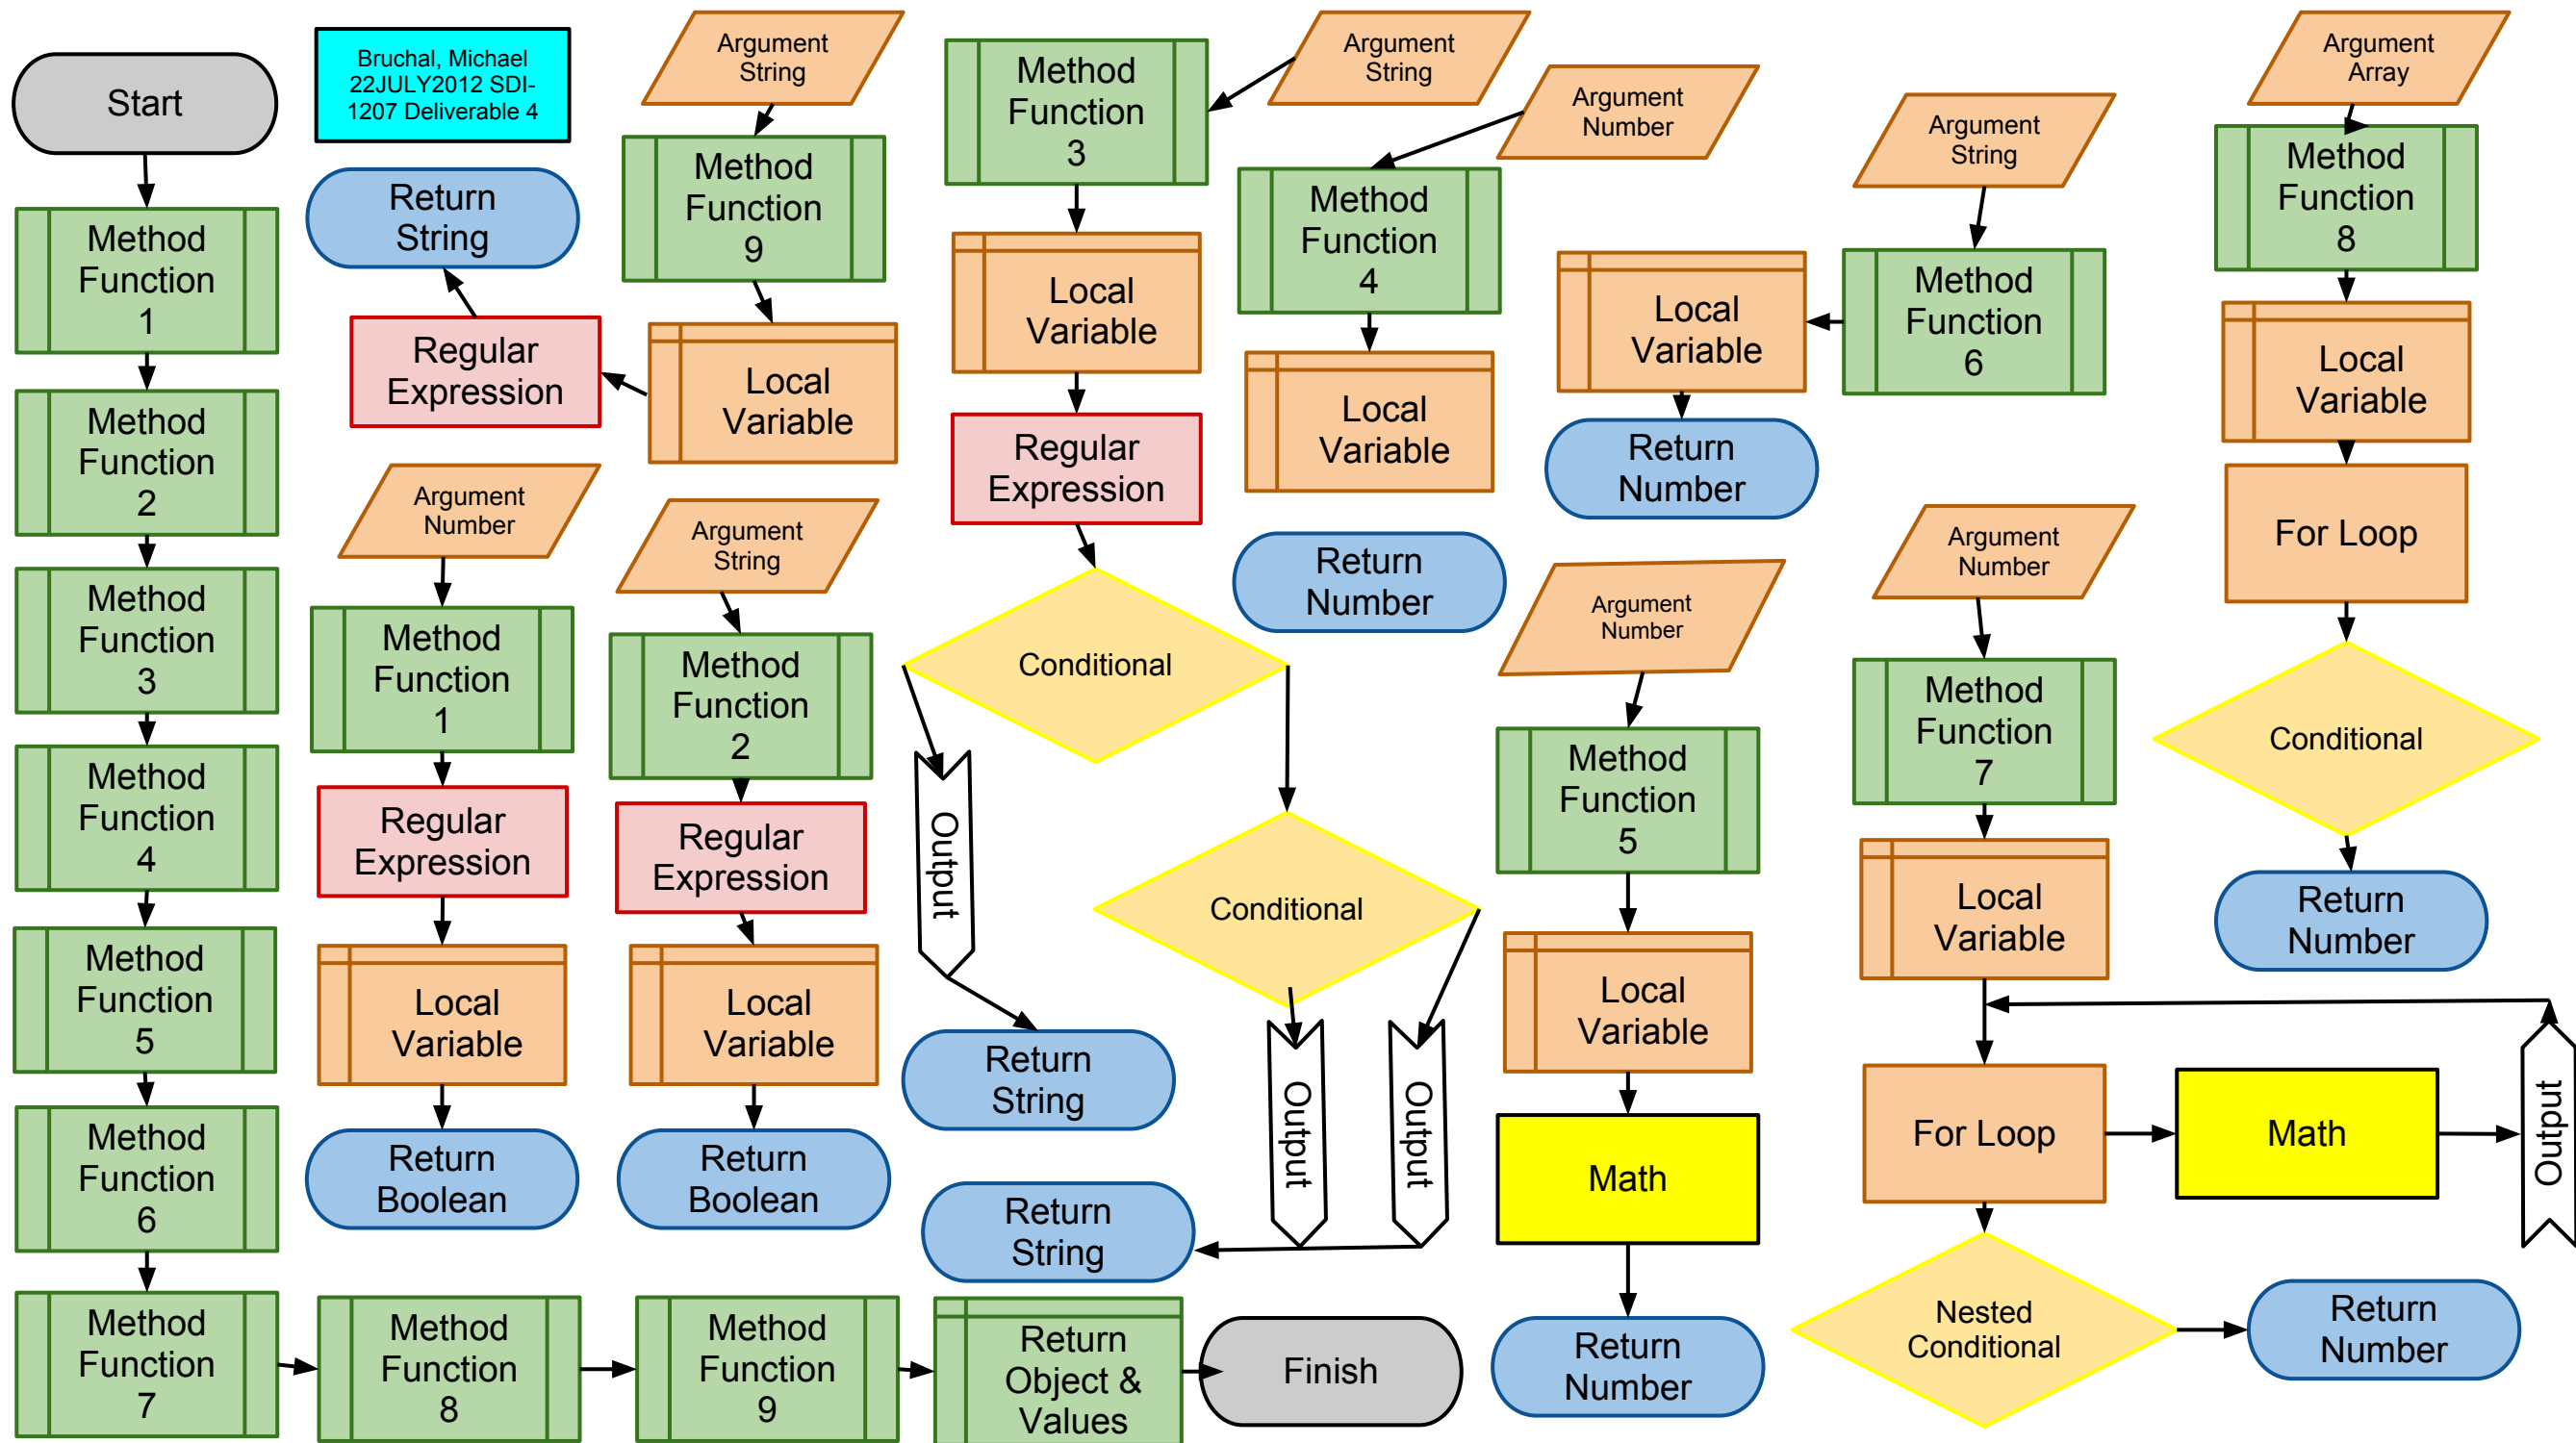 Start
Method
Function
1
Method
Function
2
Method
Function
3
Method
Function
4
Method
Function
5
Method
Function
6
Method
Function
7
Method
Function
8
Method
Function
9
Return
Object &
Values
Finish
Bruchal, Michael
22JULY2012 SDI-
1207 Deliverable 4
Argument
String
Method
Function
9
Local
Variable
Regular
Expression
Return
String
Argument
Number
Method
Function
1
Regular
Expression
Local
Variable
Return
Boolean
Argument
String
Method
Function
2
Regular
Expression
Local
Variable
Return
Boolean
Argument
String
Method
Function
3
Local
Variable
Regular
Expression
Conditional
Output
Return
String
Conditional
Output
Output
Return
String
Argument
Number
Method
Function
4
Local
Variable
Return
Number
Argument
Number
Method
Function
5
Local
Variable
Math
Return
Number
Argument
String
Method
Function
6
Local
Variable
Return
Number
Argument
Number
Method
Function
7
Local
Variable
For Loop
Math
Output
Nested
Conditional
Return
Number
Argument
Array
Method
Function
8
Local
Variable
For Loop
Conditional
Return
Number